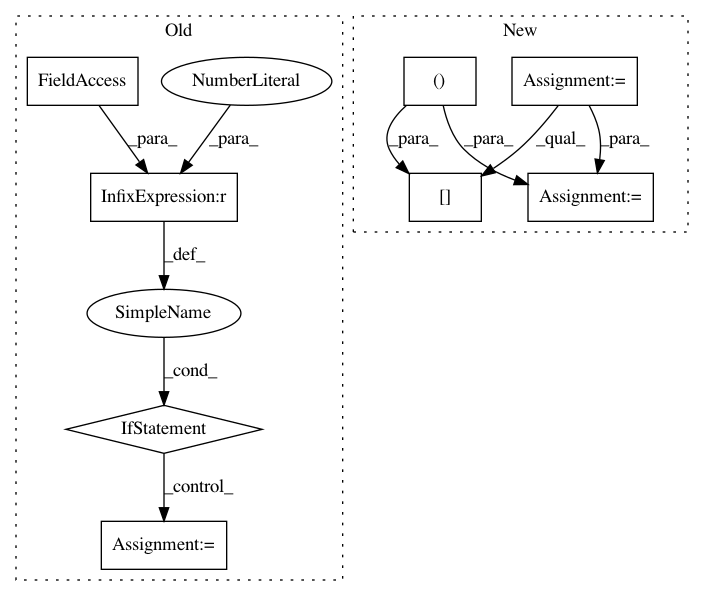 Old
New
FieldAccess
NumberLiteral
()
Assignment:=
_para_
_para_
_para_
_para_
_qual_
_para_
InfixExpression:r
[]
Assignment:=
_def_
SimpleName
_cond_
IfStatement
_control_
Assignment:=